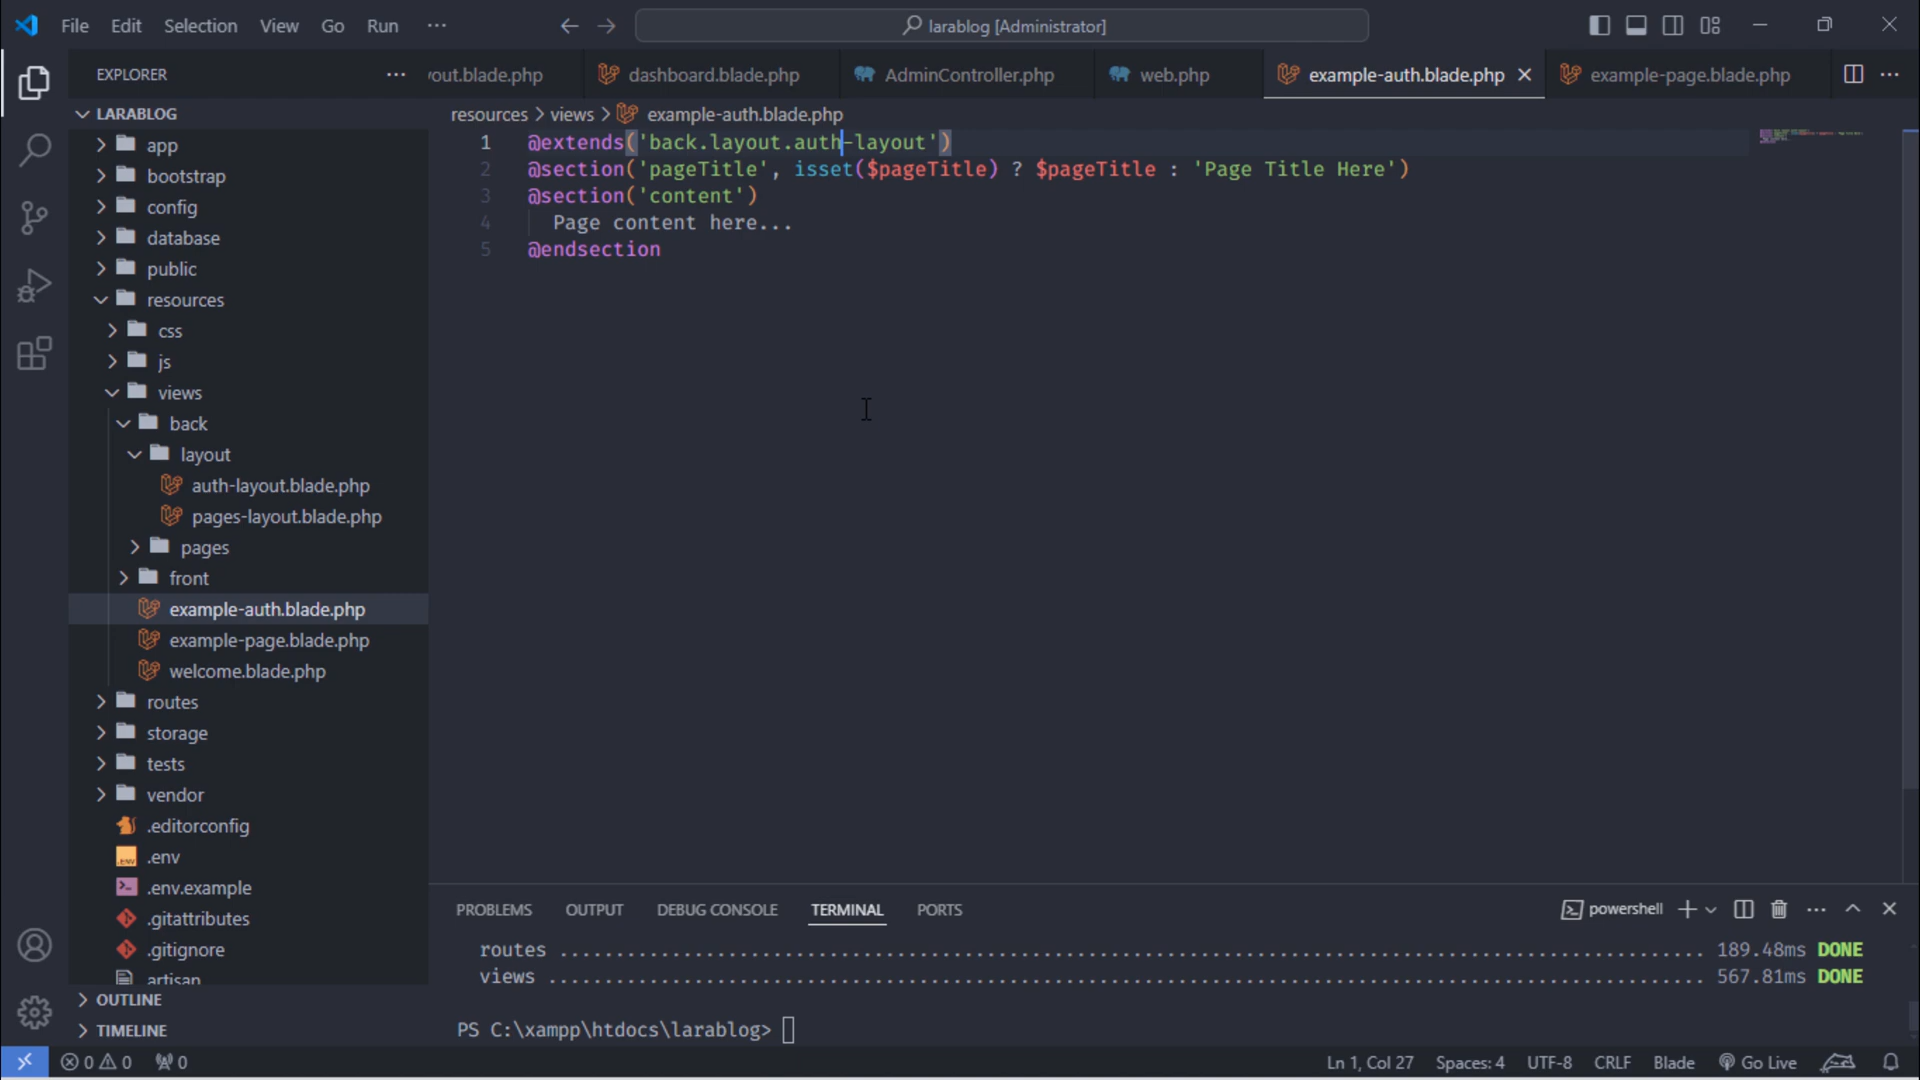 File Edit Selection View Go Run ···
larablog [Administrator]
EXPLORER ···
yout.blade.php dashboard.blade.php AdminController.php web.php example-auth.blade.php example-page.blade.php ···
LARABLOG
resources > views > example-auth.blade.php
1 @extends('back.layout.auth-layout')
2 @section('pageTitle', isset($pageTitle) ? $pageTitle : 'Page Title Here')
3 @section('content')
4 Page content here...
5 @endsection
app
bootstrap
config
database
public
resources
css
js
views
back
layout
auth-layout.blade.php
pages-layout.blade.php
pages
front
example-auth.blade.php
example-page.blade.php
welcome.blade.php
routes
storage
tests
vendor
.editorconfig
.env
.env.example
.gitattributes
.gitignore
artisan
OUTLINE
TIMELINE
PROBLEMS OUTPUT DEBUG CONSOLE TERMINAL PORTS powershell ···
routes ........................................................................................ 189.48ms DONE
views ......................................................................................... 567.81ms DONE
PS C:\xampp\htdocs\larablog>
0 0 0 Ln 1, Col 27 Spaces: 4 UTF-8 CRLF Blade Go Live